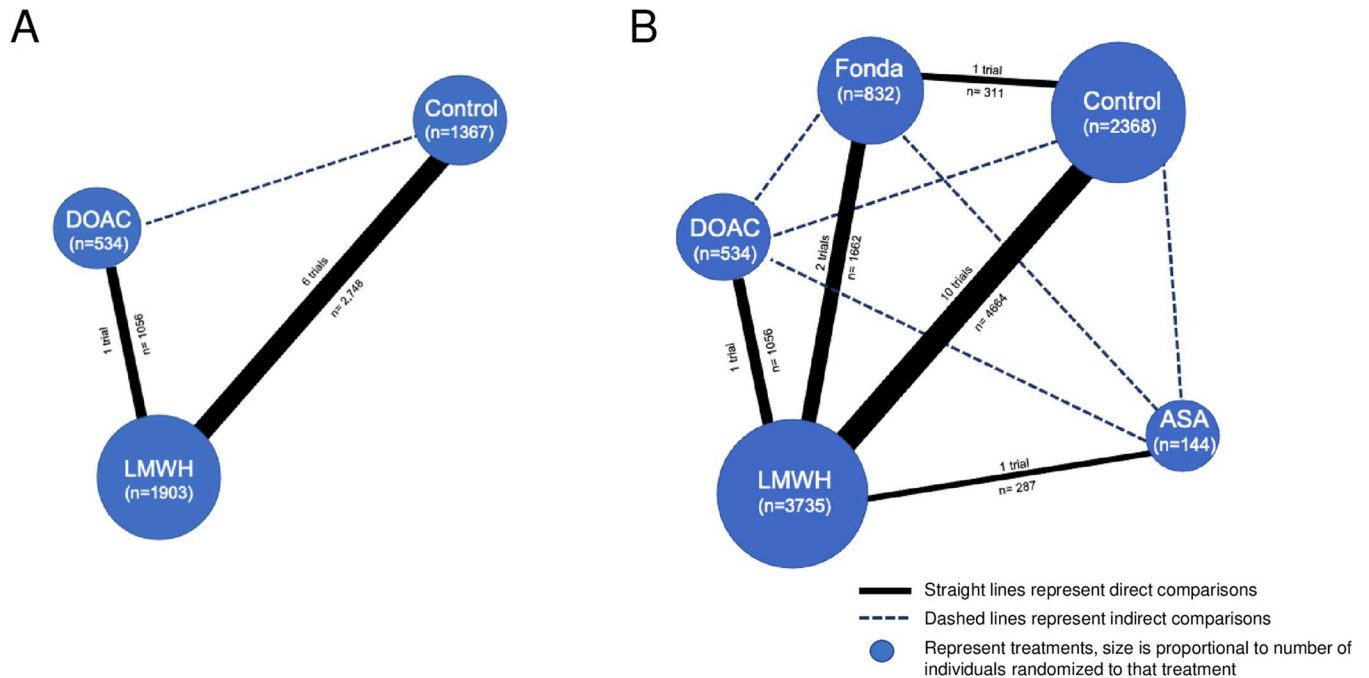 A
Control
(n=1367)
DOAC
(n=534)
6 trials
n= 2,748
1 trial
n= 1056
LMWH
(n=1903)
B
Fonda
(n=832)
1 trial
n= 311
Control
(n=2368)
DOAC
(n=534)
2 trials
n= 1662
10 trials
n= 4664
1 trial
n= 1056
ASA
(n=144)
LMWH
(n=3735)
1 trial
n= 287
Straight lines represent direct comparisons
Dashed lines represent indirect comparisons
Represent treatments, size is proportional to number of
individuals randomized to that treatment